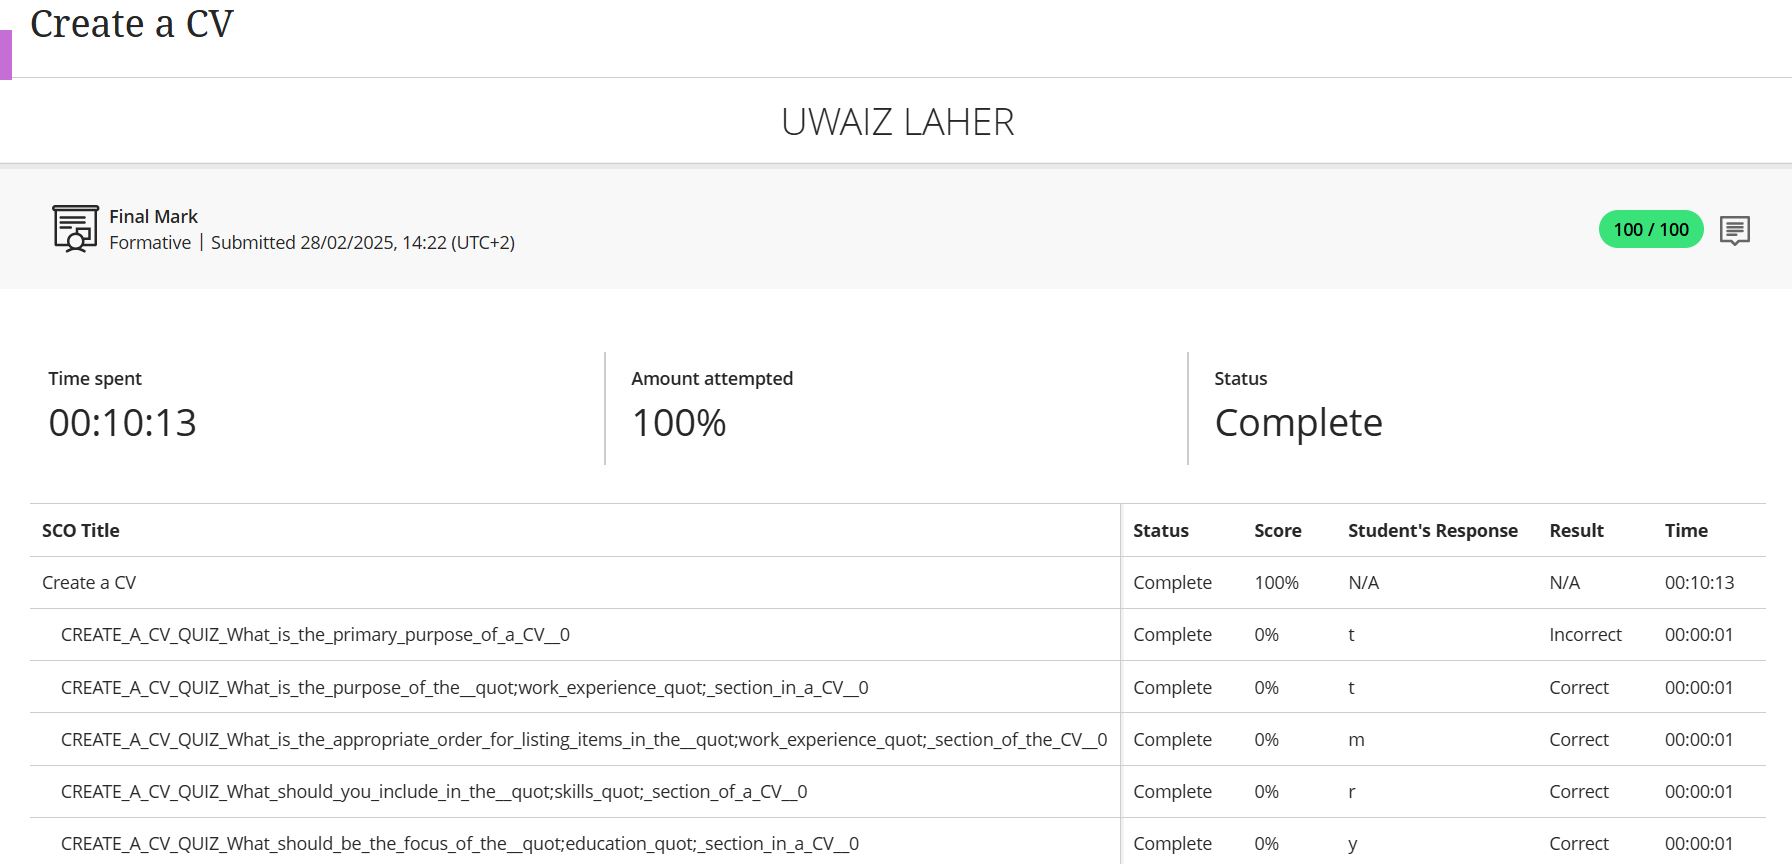 Create a CV
UWAIZ LAHER
Final Mark
Formative | Submitted 28/02/2025, 14:22 (UTC+2)
100 / 100
Time spent
00:10:13
Amount attempted
100%
Status
Complete
SCO Title Status Score Student's Response Result Time
Create a CV Complete 100% N/A N/A 00:10:13
CREATE_A_CV_QUIZ_What_is_the_primary_purpose_of_a_CV__0 Complete 0% t Incorrect 00:00:01
CREATE_A_CV_QUIZ_What_is_the_purpose_of_the__quot;work_experience_quot;_section_in_a_CV__0 Complete 0% t Correct 00:00:01
CREATE_A_CV_QUIZ_What_is_the_appropriate_order_for_listing_items_in_the__quot;work_experience_quot;_section_of_the_CV__0 Complete 0% m Correct 00:00:01
CREATE_A_CV_QUIZ_What_should_you_include_in_the__quot;skills_quot;_section_of_a_CV__0 Complete 0% r Correct 00:00:01
CREATE_A_CV_QUIZ_What_should_be_the_focus_of_the__quot;education_quot;_section_in_a_CV__0 Complete 0% y Correct 00:00:01